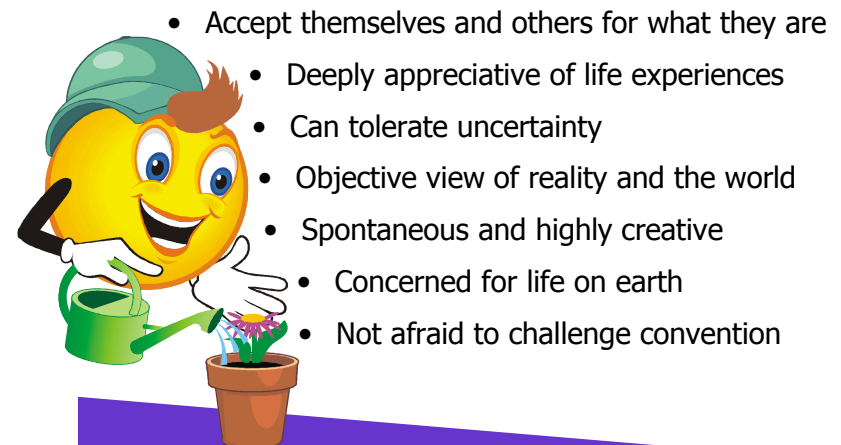 • Accept themselves and others for what they are
• Deeply appreciative of life experiences
• Can tolerate uncertainty
• Objective view of reality and the world
• Spontaneous and highly creative
• Concerned for life on earth
• Not afraid to challenge convention